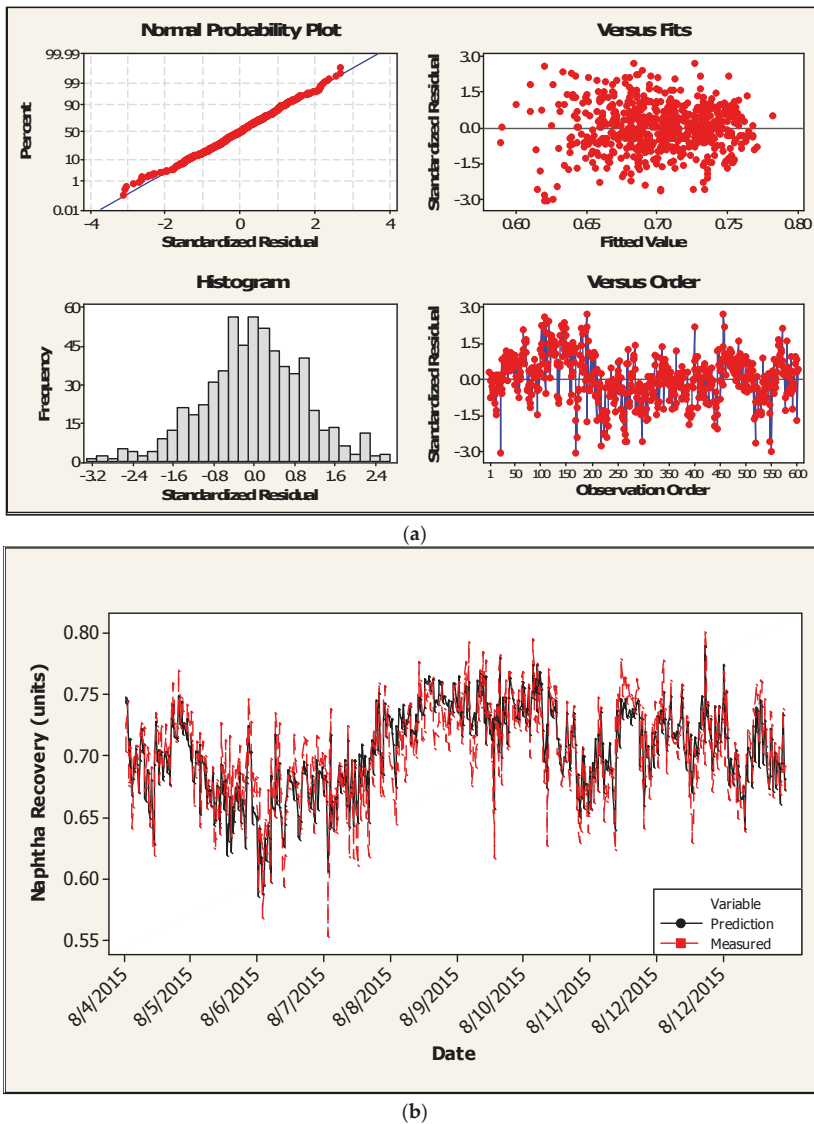 Normal Probability Plot
99.99
99
90
50
10
1
0.01
Percent
-4 -2 0 2 4
Standardized Residual
Versus Fits
3.0
1.5
0.0
-1.5
-3.0
Standardized Residual
0.60 0.65 0.70 0.75 0.80
Fitted Value
Histogram
60
45
30
15
0
Frequency
-3.2 -2.4 -1.6 -0.8 0.0 0.8 1.6 2.4
Standardized Residual
Versus Order
3.0
1.5
0.0
-1.5
-3.0
Standardized Residual
1 50 100 150 200 250 300 350 400 450 500 550 600
Observation Order
(a)
0.80
0.75
0.70
0.65
0.60
0.55
Naphtha Recovery (units)
Variable
Prediction
Measured
8/4/2015 8/5/2015 8/6/2015 8/7/2015 8/8/2015 8/9/2015 8/10/2015 8/11/2015 8/12/2015 8/12/2015
Date
(b)